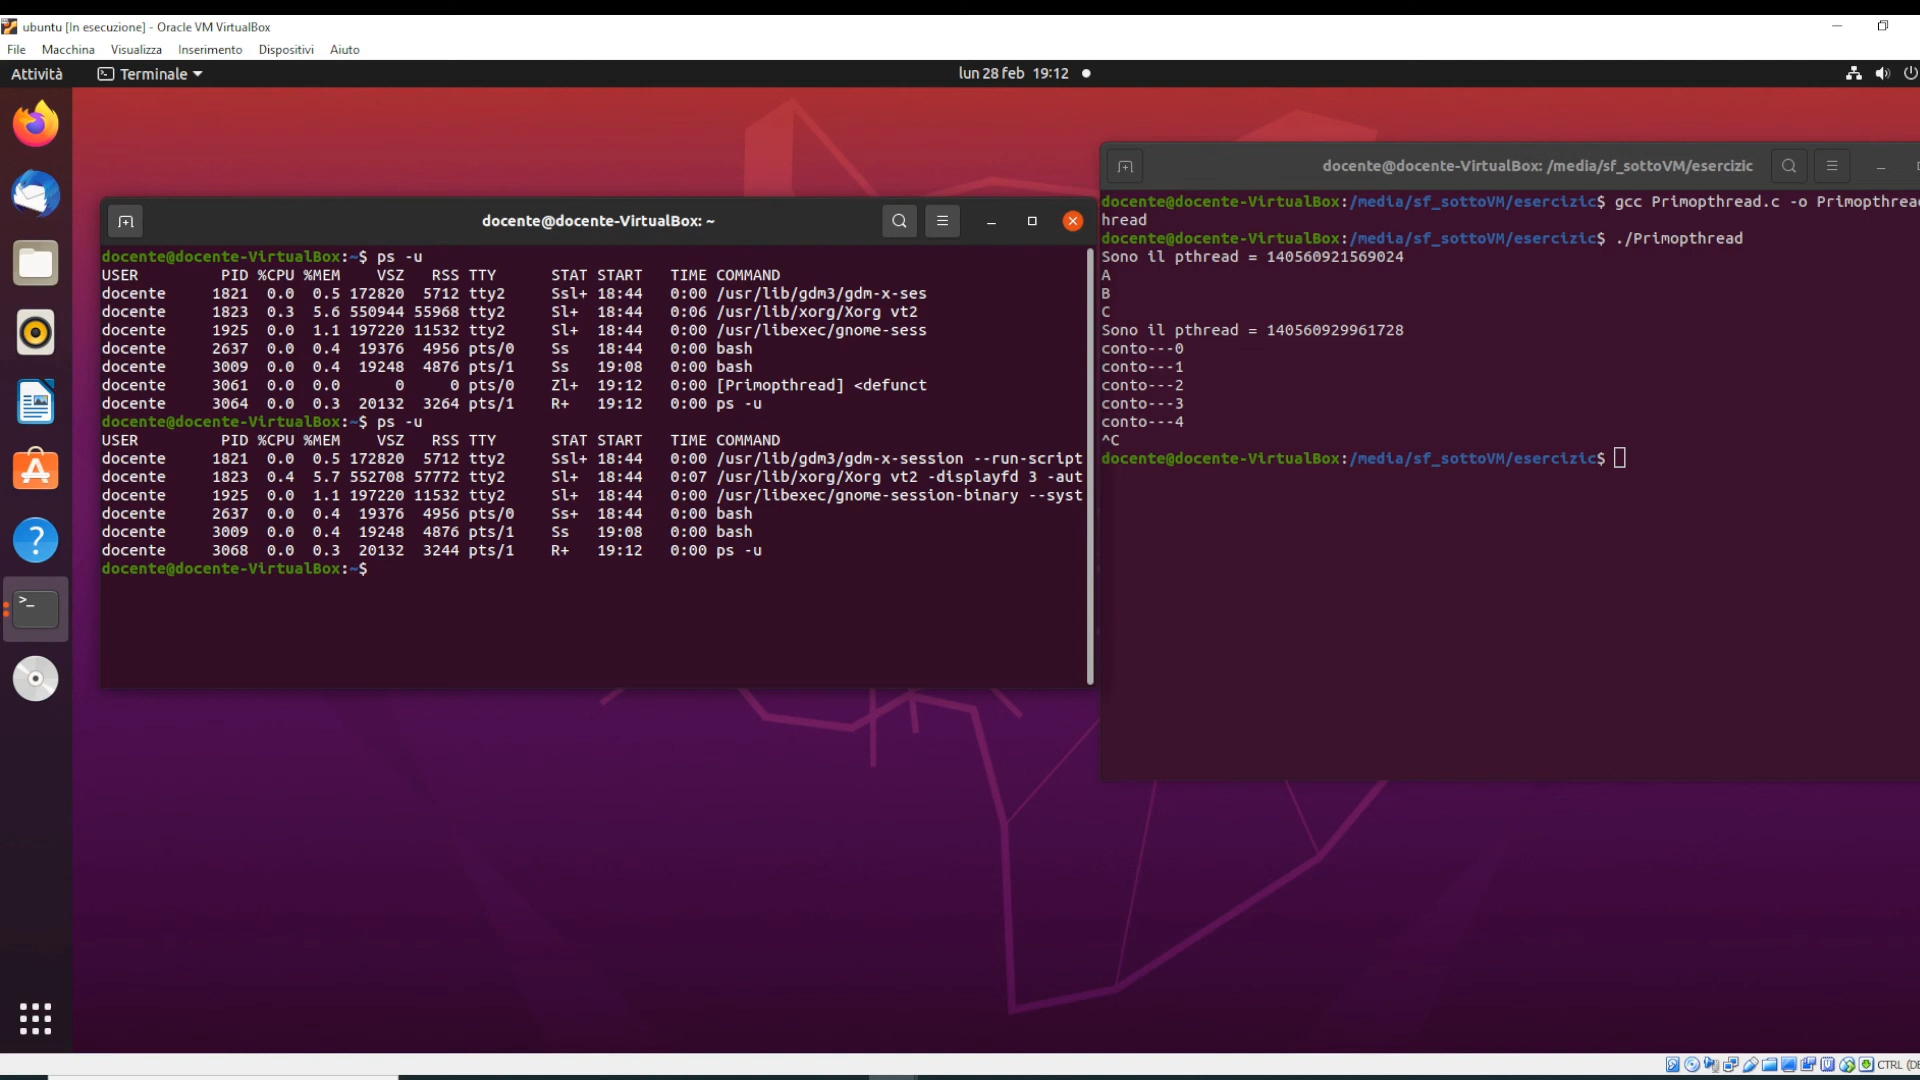 ubuntu [In esecuzione] - Oracle VM VirtualBox
File Macchina Visualizza Inserimento Dispositivi Aiuto
Attività Terminale lun 28 feb 19:12
docente@docente-VirtualBox: ~
docente@docente-VirtualBox:~$ ps -u
USER PID %CPU %MEM VSZ RSS TTY STAT START TIME COMMAND
docente 1821 0.0 0.5 172820 5712 tty2 Ssl+ 18:44 0:00 /usr/lib/gdm3/gdm-x-ses
docente 1823 0.3 5.6 550944 55968 tty2 Sl+ 18:44 0:06 /usr/lib/xorg/Xorg vt2
docente 1925 0.0 1.1 197220 11532 tty2 Sl+ 18:44 0:00 /usr/libexec/gnome-sess
docente 2637 0.0 0.4 19376 4956 pts/0 Ss 18:44 0:00 bash
docente 3009 0.0 0.4 19248 4876 pts/1 Ss 19:08 0:00 bash
docente 3061 0.0 0.0 0 0 pts/0 Zl+ 19:12 0:00 [Primopthread] <defunct
docente 3064 0.0 0.3 20132 3264 pts/1 R+ 19:12 0:00 ps -u
docente@docente-VirtualBox:~$ ps -u
USER PID %CPU %MEM VSZ RSS TTY STAT START TIME COMMAND
docente 1821 0.0 0.5 172820 5712 tty2 Ssl+ 18:44 0:00 /usr/lib/gdm3/gdm-x-session --run-script
docente 1823 0.4 5.7 552708 57772 tty2 Sl+ 18:44 0:07 /usr/lib/xorg/Xorg vt2 -displayfd 3 -aut
docente 1925 0.0 1.1 197220 11532 tty2 Sl+ 18:44 0:00 /usr/libexec/gnome-session-binary --syst
docente 2637 0.0 0.4 19376 4956 pts/0 Ss+ 18:44 0:00 bash
docente 3009 0.0 0.4 19248 4876 pts/1 Ss 19:08 0:00 bash
docente 3068 0.0 0.3 20132 3244 pts/1 R+ 19:12 0:00 ps -u
docente@docente-VirtualBox:~$
docente@docente-VirtualBox: /media/sf_sottoVM/esercizic
docente@docente-VirtualBox:/media/sf_sottoVM/esercizic$ gcc Primopthread.c -o Primopthread
hread
docente@docente-VirtualBox:/media/sf_sottoVM/esercizic$ ./Primopthread
Sono il pthread = 140560921569024
A
B
C
Sono il pthread = 140560929961728
conto---0
conto---1
conto---2
conto---3
conto---4
^C
docente@docente-VirtualBox:/media/sf_sottoVM/esercizic$
CTRL (DE